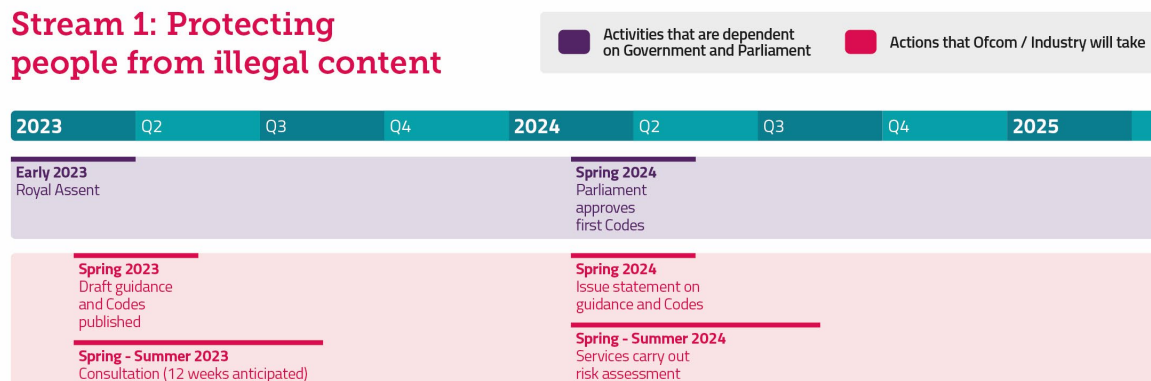 Stream 1: Protecting
people from illegal content
Activities that are dependent
on Government and Parliament
Actions that Ofcom / Industry will take
2023
Q2
Q3
Q4
2024
Q2
Q3
Q4
2025
Early 2023
Royal Assent
Spring 2024
Parliament
approves
first Codes
Spring 2023
Draft guidance
and Codes
published
Spring - Summer 2023
Consultation (12 weeks anticipated)
Spring 2024
Issue statement on
guidance and Codes
Spring - Summer 2024
Services carry out
risk assessment